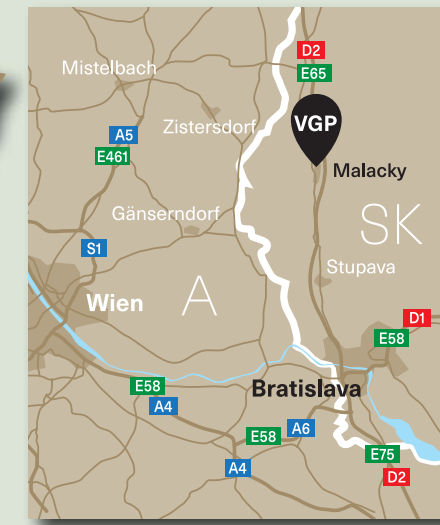 D2
E65
Mistelbach
VGP
Zistersdorf
A5
E461
Malacky
Gänserndorf
SK
S1
Stupava
Wien
A
D1
E58
E58
Bratislava
A4
A6
E58
E75
A4
D2